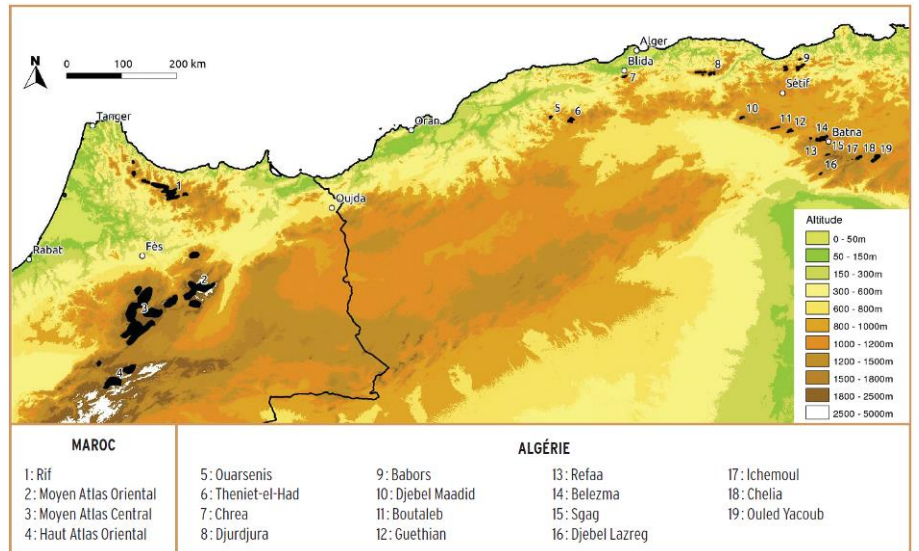 N
0 100 200 km
Tanger
Rabat
Fès
Oujda
Oran
Alger
Blida
Sétif
Batna
1
2
3
4
5
6
7
8
9
10
11
12
13
14
15
16
17
18
19
Altitude
0 - 50m
50 - 150m
150 - 300m
300 - 600m
600 - 800m
800 - 1000m
1000 - 1200m
1200 - 1500m
1500 - 1800m
1800 - 2500m
2500 - 5000m
MAROC
1: Rif
2: Moyen Atlas Oriental
3: Moyen Atlas Central
4: Haut Atlas Oriental
ALGÉRIE
5: Ouarsenis
6: Theniet-el-Had
7: Chrea
8: Djurdjura
9: Babors
10: Djebel Maadid
11: Boutaleb
12: Guethian
13: Refaa
14: Belezma
15: Sgag
16: Djebel Lazreg
17: Ichemoul
18: Chelia
19: Ouled Yacoub